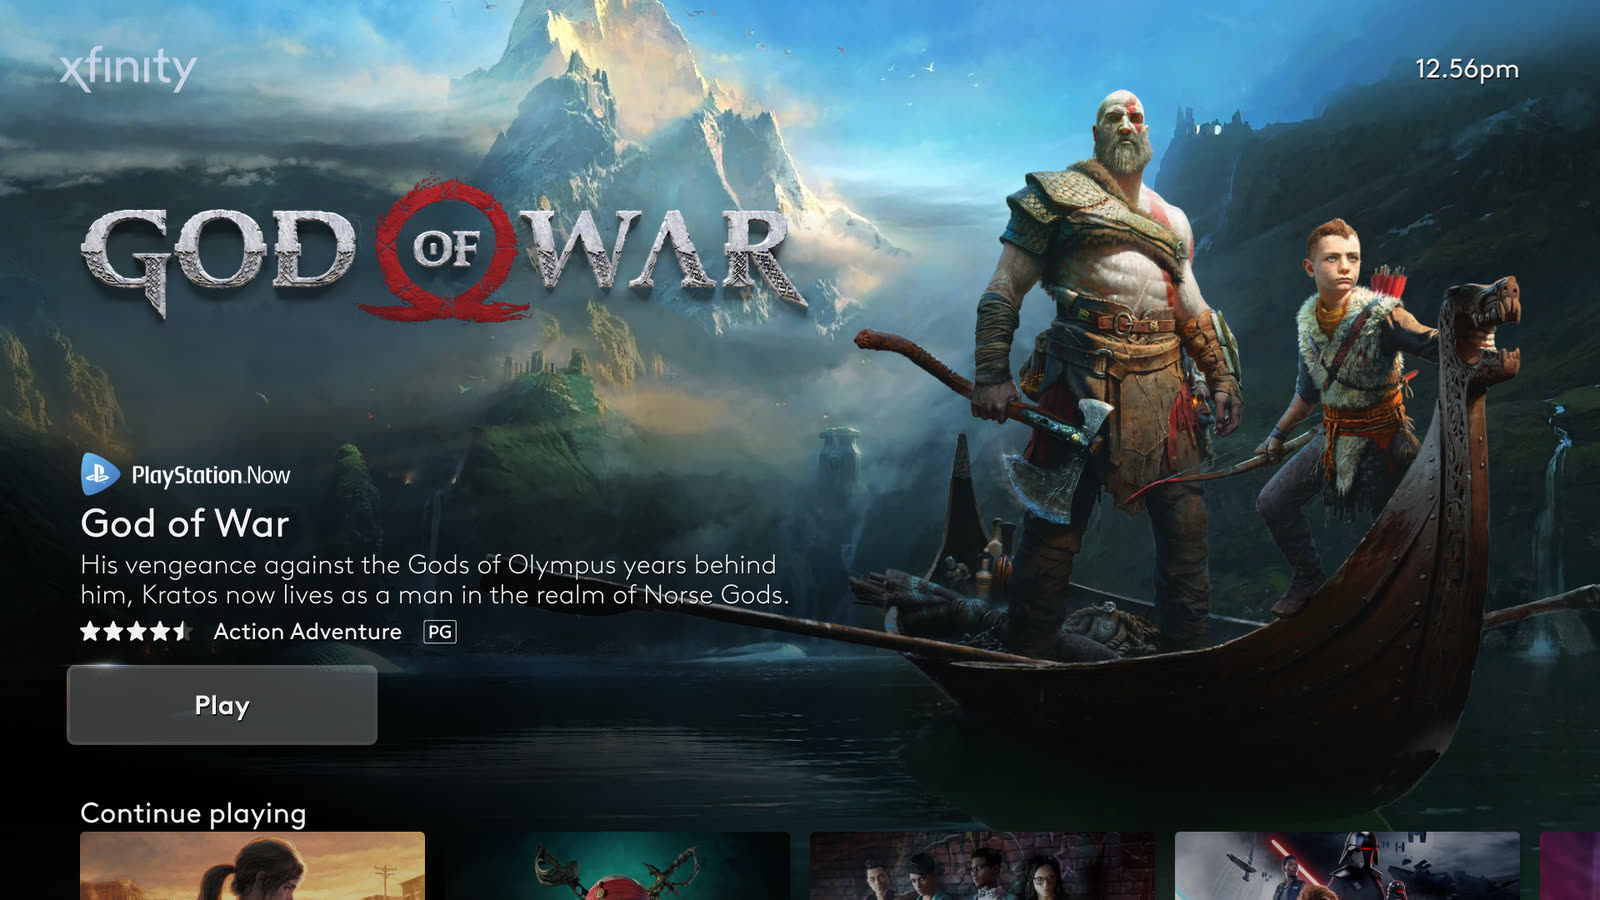 xfinity
12.56pm
GOD OF WAR
PlayStation.Now
God of War
His vengeance against the Gods of Olympus years behind
him, Kratos now lives as a man in the realm of Norse Gods.
Action Adventure PG
Play
Continue playing